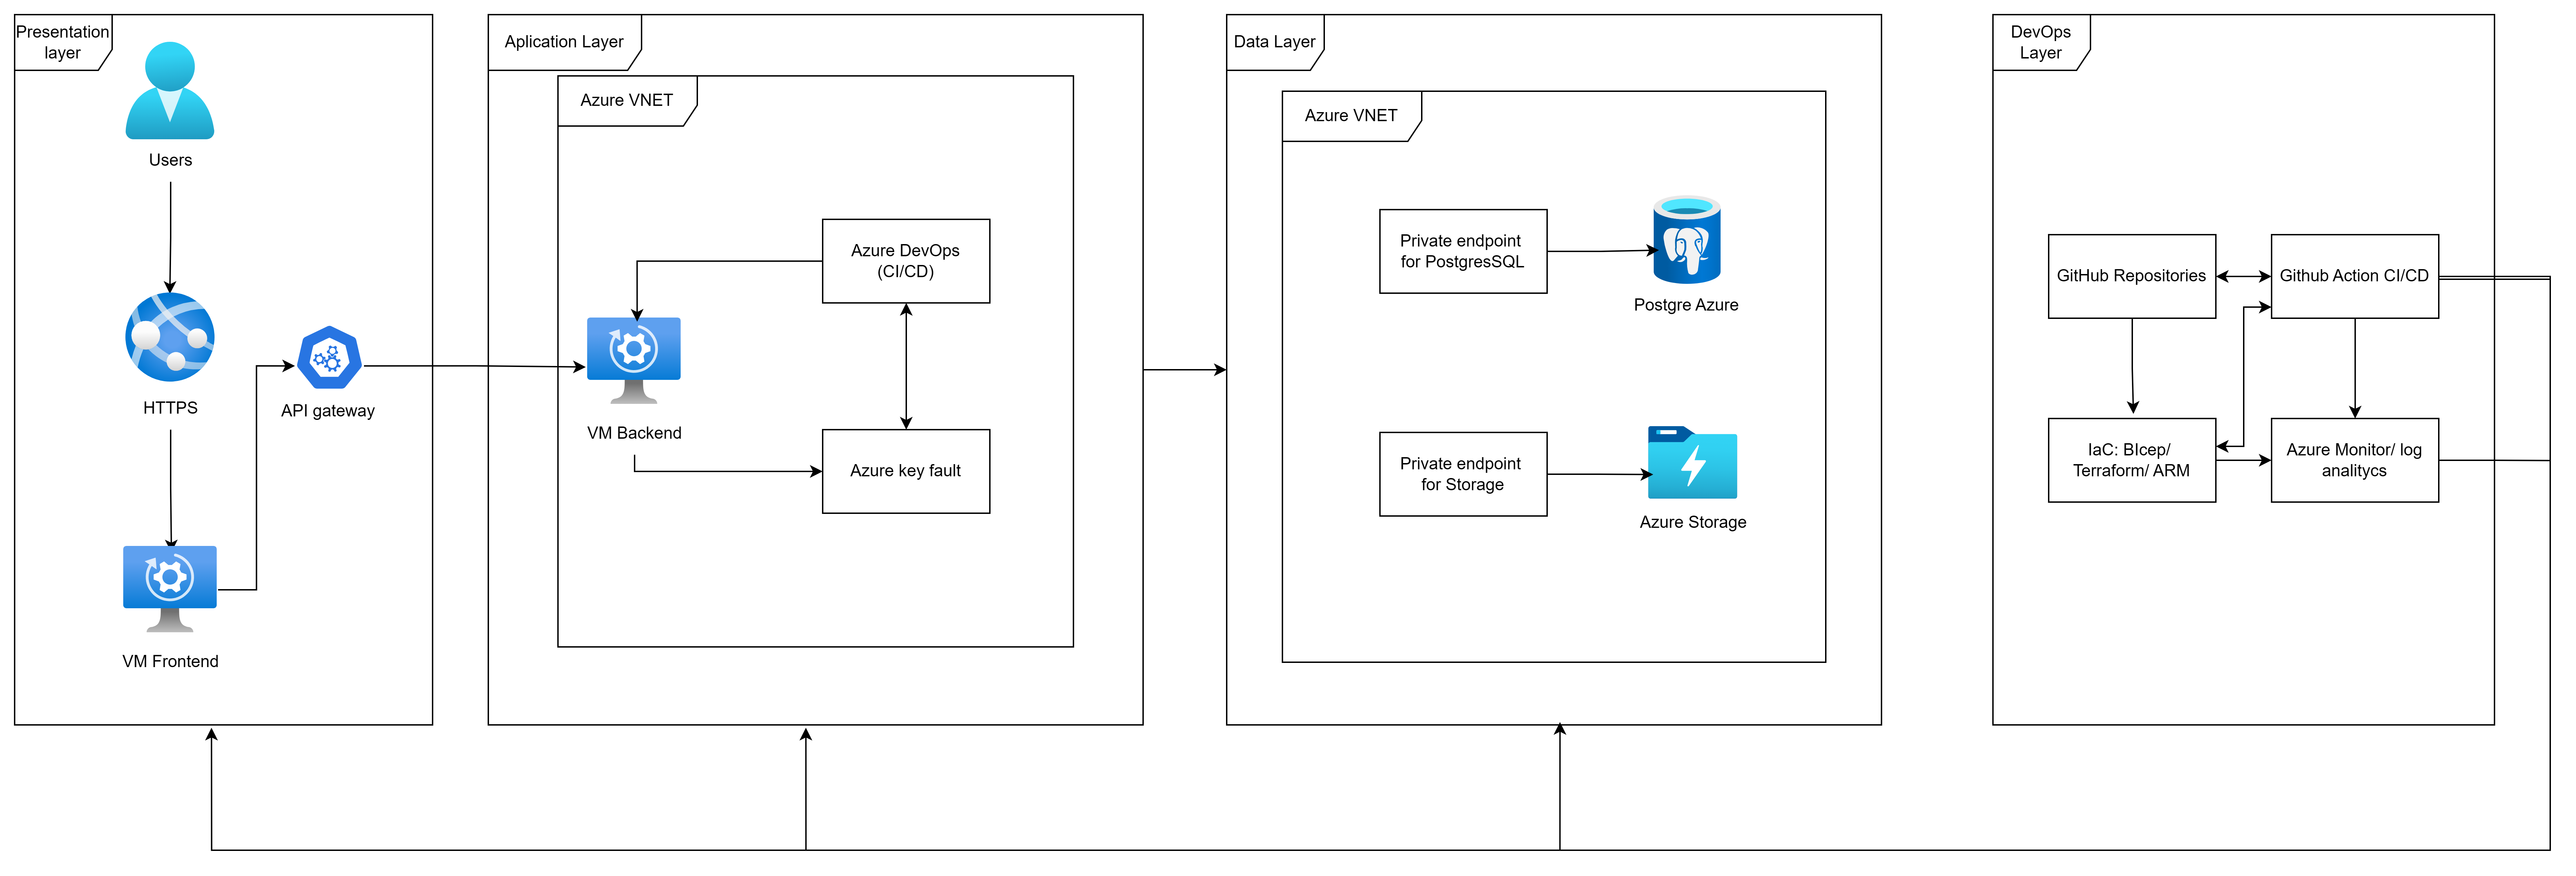 Presentation
layer
Users
HTTPS
API gateway
VM Frontend
Aplication Layer
Azure VNET
Azure DevOps
(CI/CD)
VM Backend
Azure key fault
Data Layer
Azure VNET
Private endpoint
for PostgresSQL
Postgre Azure
Private endpoint
for Storage
Azure Storage
DevOps
Layer
GitHub Repositories
Github Action CI/CD
IaC: BIcep/
Terraform/ ARM
Azure Monitor/ log
analitycs